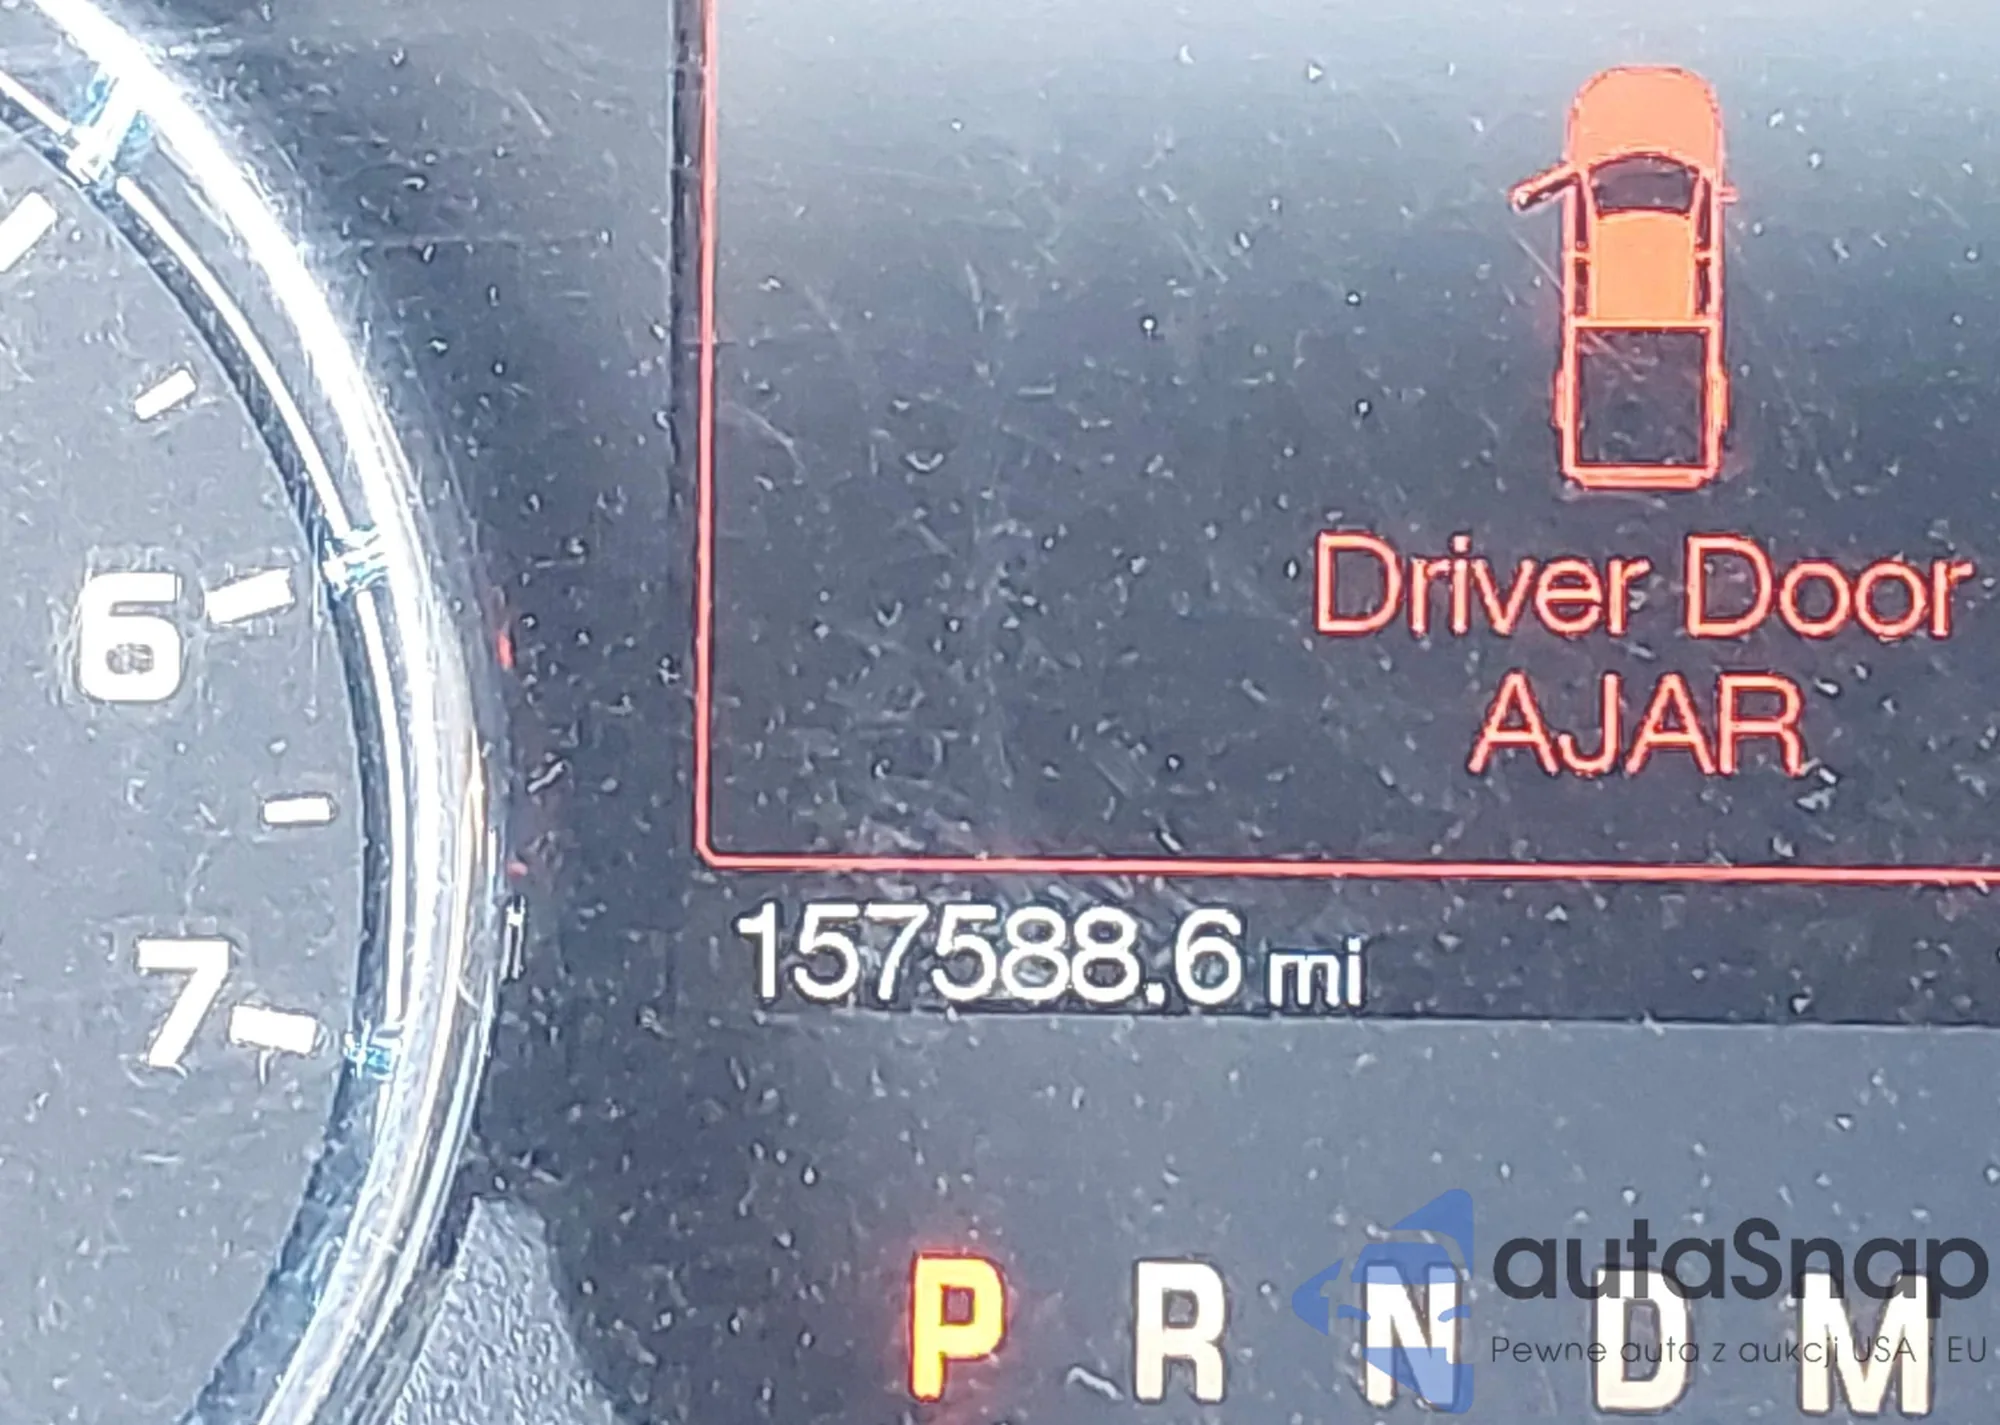 6
7
Driver Door
AJAR
157588.6 mi
P R N D M
autaSnap
Pewne auta z aukcji USA i EU